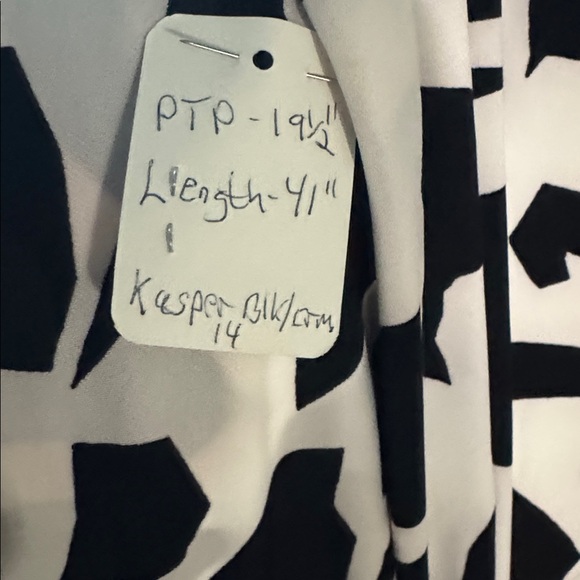 PTP - 19½"
Length - 41"
Kasper Blk/crm
14